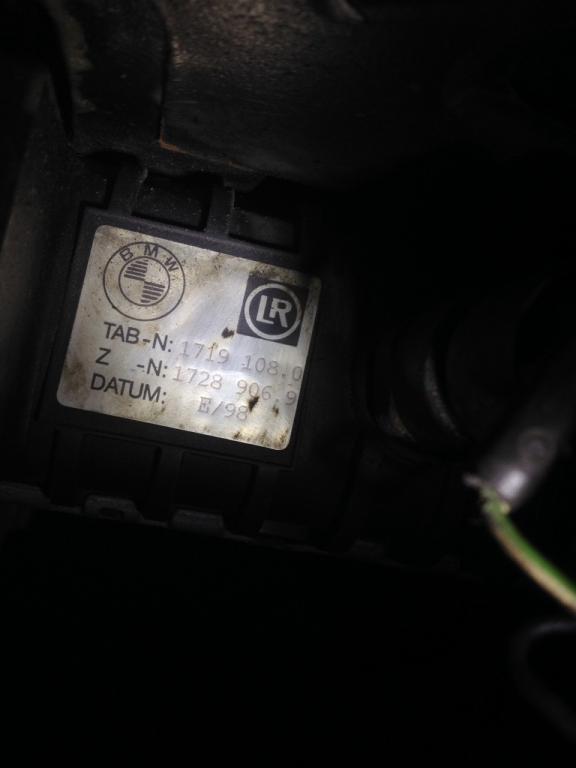 BMW
LR
TAB-N: 1719 108.0
Z -N: 1728 906.9
DATUM: E/98